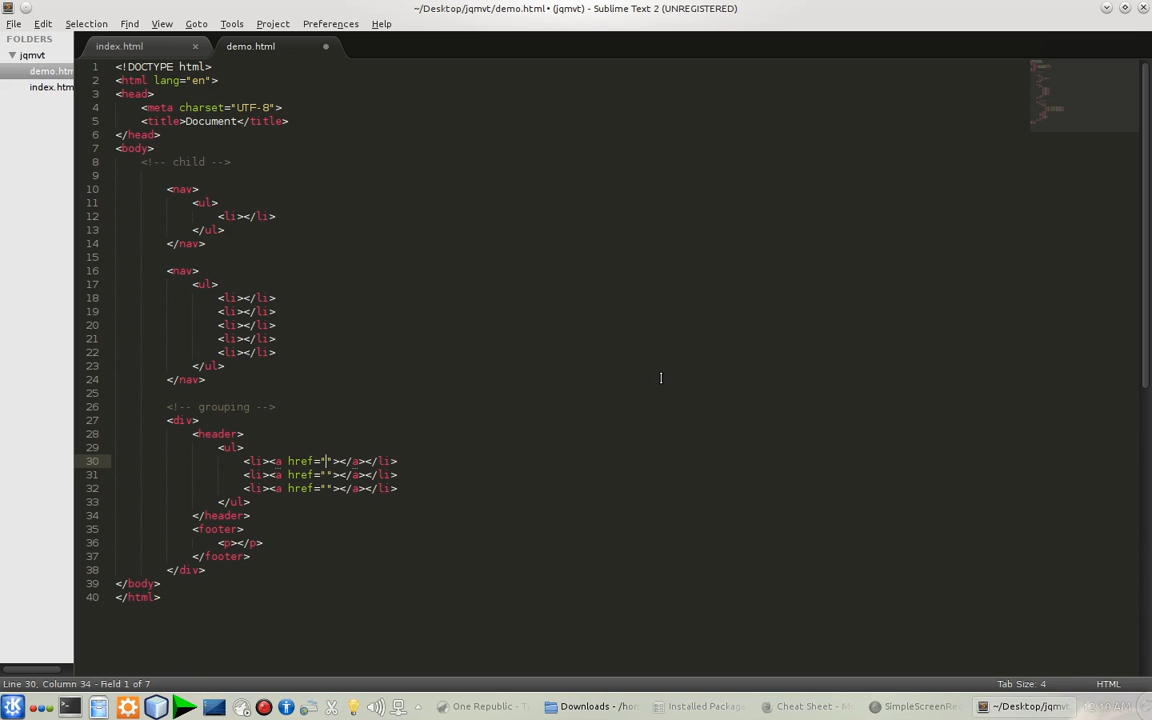 ~/Desktop/jqmvt/demo.html • (jqmvt) - Sublime Text 2 (UNREGISTERED)
File Edit Selection Find View Goto Tools Project Preferences Help
FOLDERS
jqmvt
demo.htm
index.htm
index.html × demo.html
1 <!DOCTYPE html>
2 <html lang="en">
3 <head>
4 <meta charset="UTF-8">
5 <title>Document</title>
6 </head>
7 <body>
8 <!-- child -->
9
10 <nav>
11 <ul>
12 <li></li>
13 </ul>
14 </nav>
15
16 <nav>
17 <ul>
18 <li></li>
19 <li></li>
20 <li></li>
21 <li></li>
22 <li></li>
23 </ul>
24 </nav>
25
26 <!-- grouping -->
27 <div>
28 <header>
29 <ul>
30 <li><a href=""></a></li>
31 <li><a href=""></a></li>
32 <li><a href=""></a></li>
33 </ul>
34 </header>
35 <footer>
36 <p></p>
37 </footer>
38 </div>
39 </body>
40 </html>
Line 30, Column 34 - Field 1 of 7 Tab Size: 4 HTML
One Republic - Downloads - /hom Installed Package Cheat Sheet - M SimpleScreenRe ~/Desktop/jqmvt/